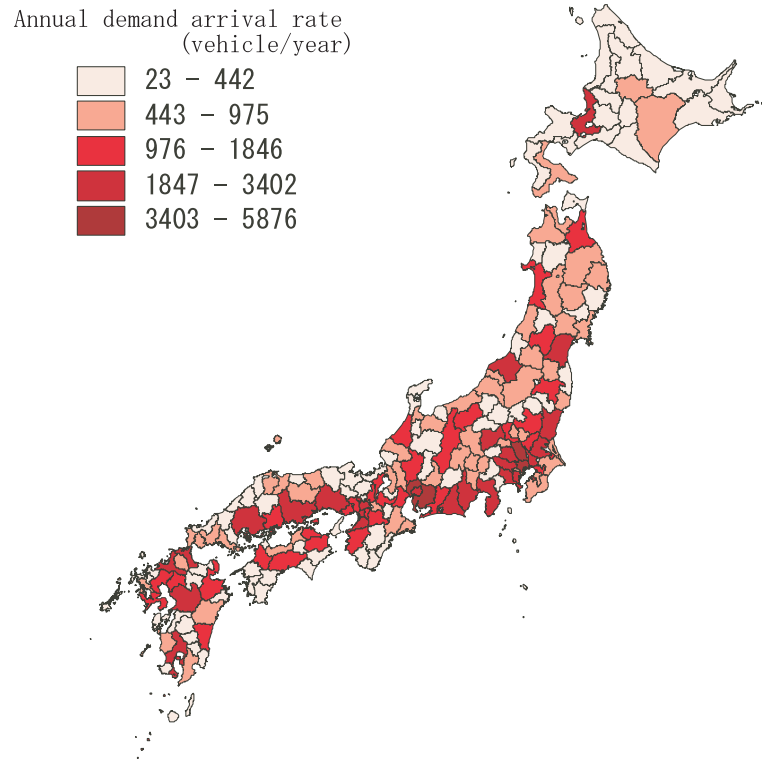 Annual demand arrival rate
(vehicle/year)
23 - 442
443 - 975
976 - 1846
1847 - 3402
3403 - 5876